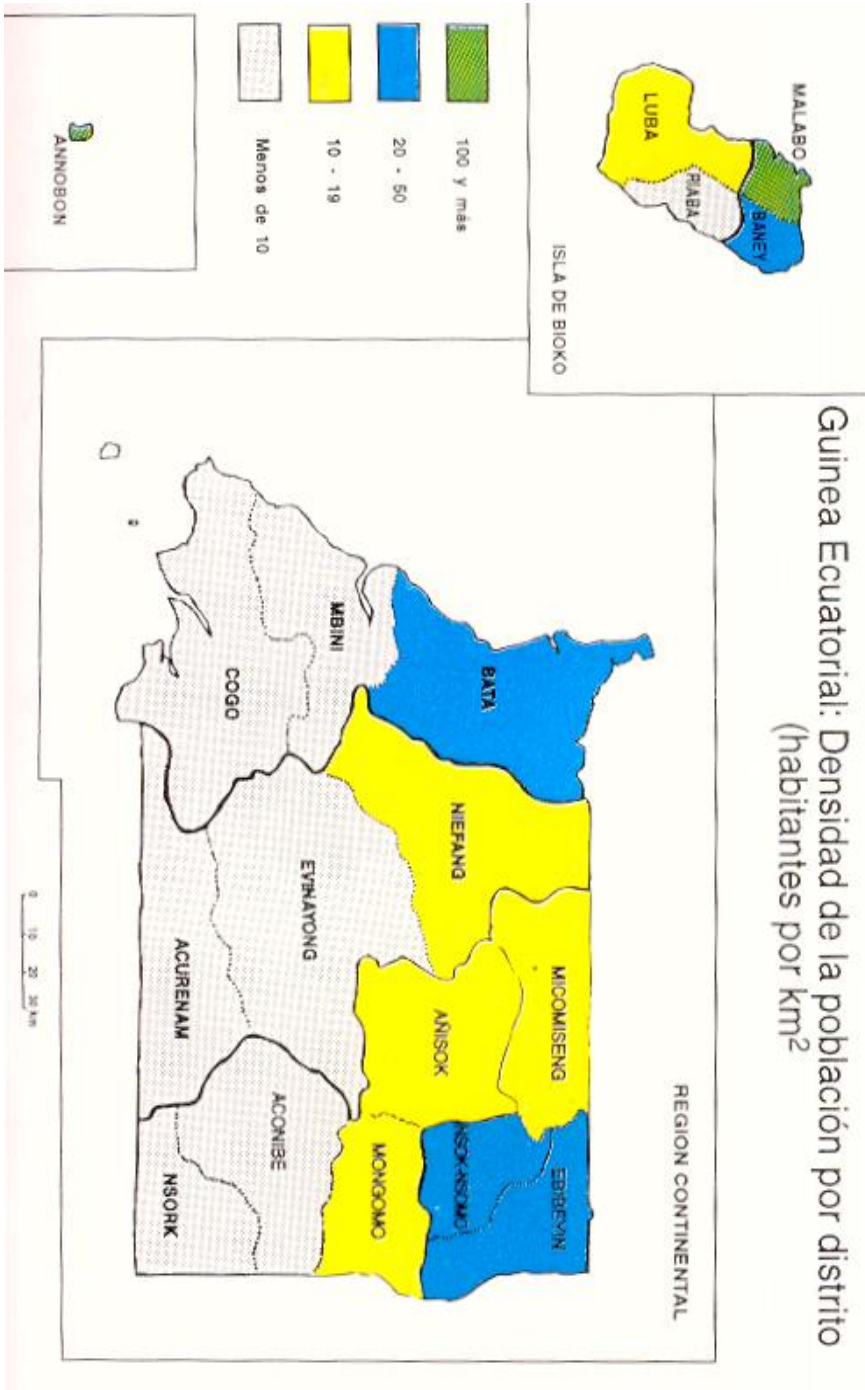 Guinea Ecuatorial: Densidad de la población por distrito
(habitantes por km²
MALABO
LUBA
RIABA
BANEY
ISLA DE BIOKO
100 y más
20 - 50
10 - 19
Menos de 10
ANNOBON
REGION CONTINENTAL
BATA
MBINI
COGO
NIEFANG
MICOMISENG
EBIBEYIN
AÑISOK
NSOK-NSOMO
MONGOMO
EVINAYONG
ACURENAM
ACONIBE
NSORK
0 10 20 30 km